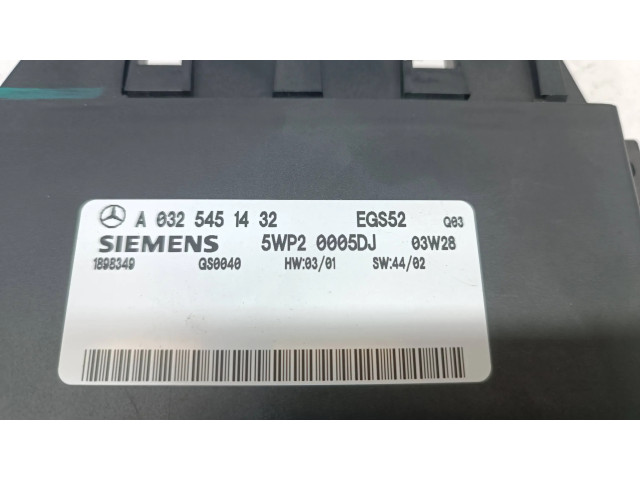 A 032 545 14 32 EGS52 Q03
SIEMENS 5WP2 0005DJ 03W28
1898349 GS0040 HW:03/01 SW:44/02